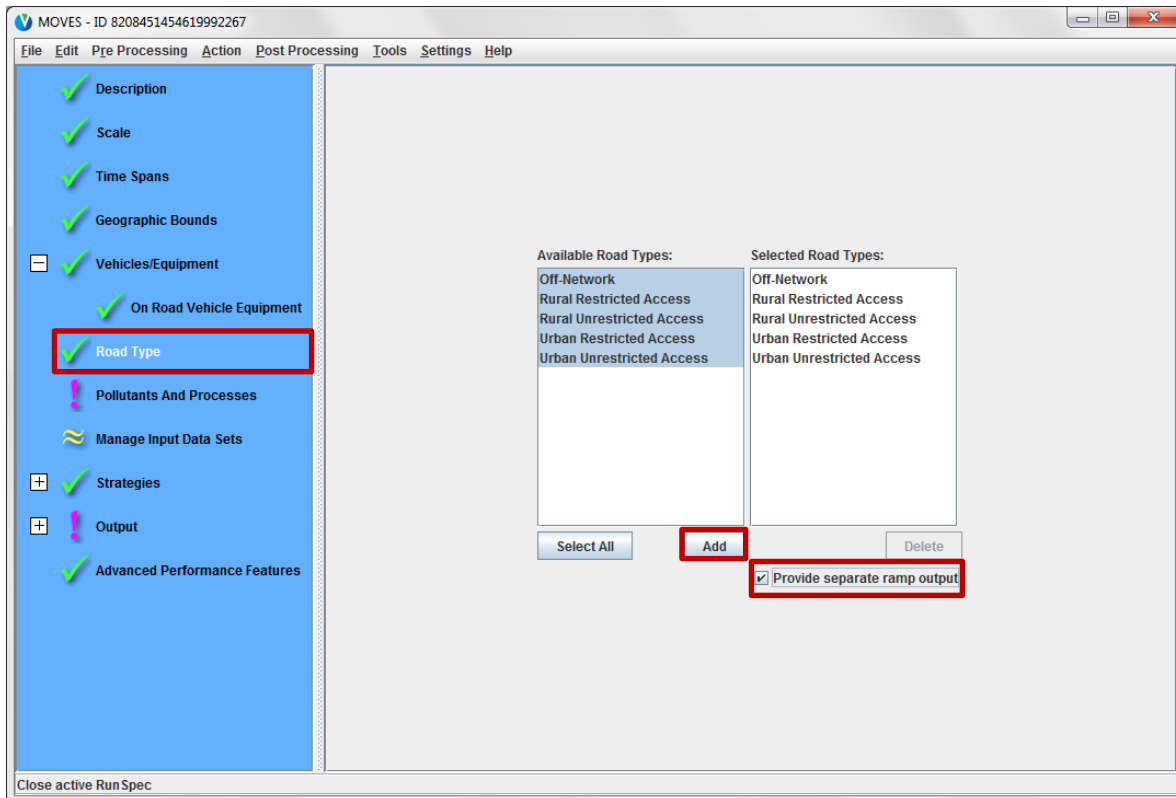 MOVES - ID 8208451454619992267
File Edit Pre Processing Action Post Processing Tools Settings Help
Description
Scale
Time Spans
Geographic Bounds
Vehicles/Equipment
On Road Vehicle Equipment
Road Type
Pollutants And Processes
Manage Input Data Sets
Strategies
Output
Advanced Performance Features
Available Road Types:
Off-Network
Rural Restricted Access
Rural Unrestricted Access
Urban Restricted Access
Urban Unrestricted Access
Select All
Add
Selected Road Types:
Off-Network
Rural Restricted Access
Rural Unrestricted Access
Urban Restricted Access
Urban Unrestricted Access
Delete
Provide separate ramp output
Close active RunSpec